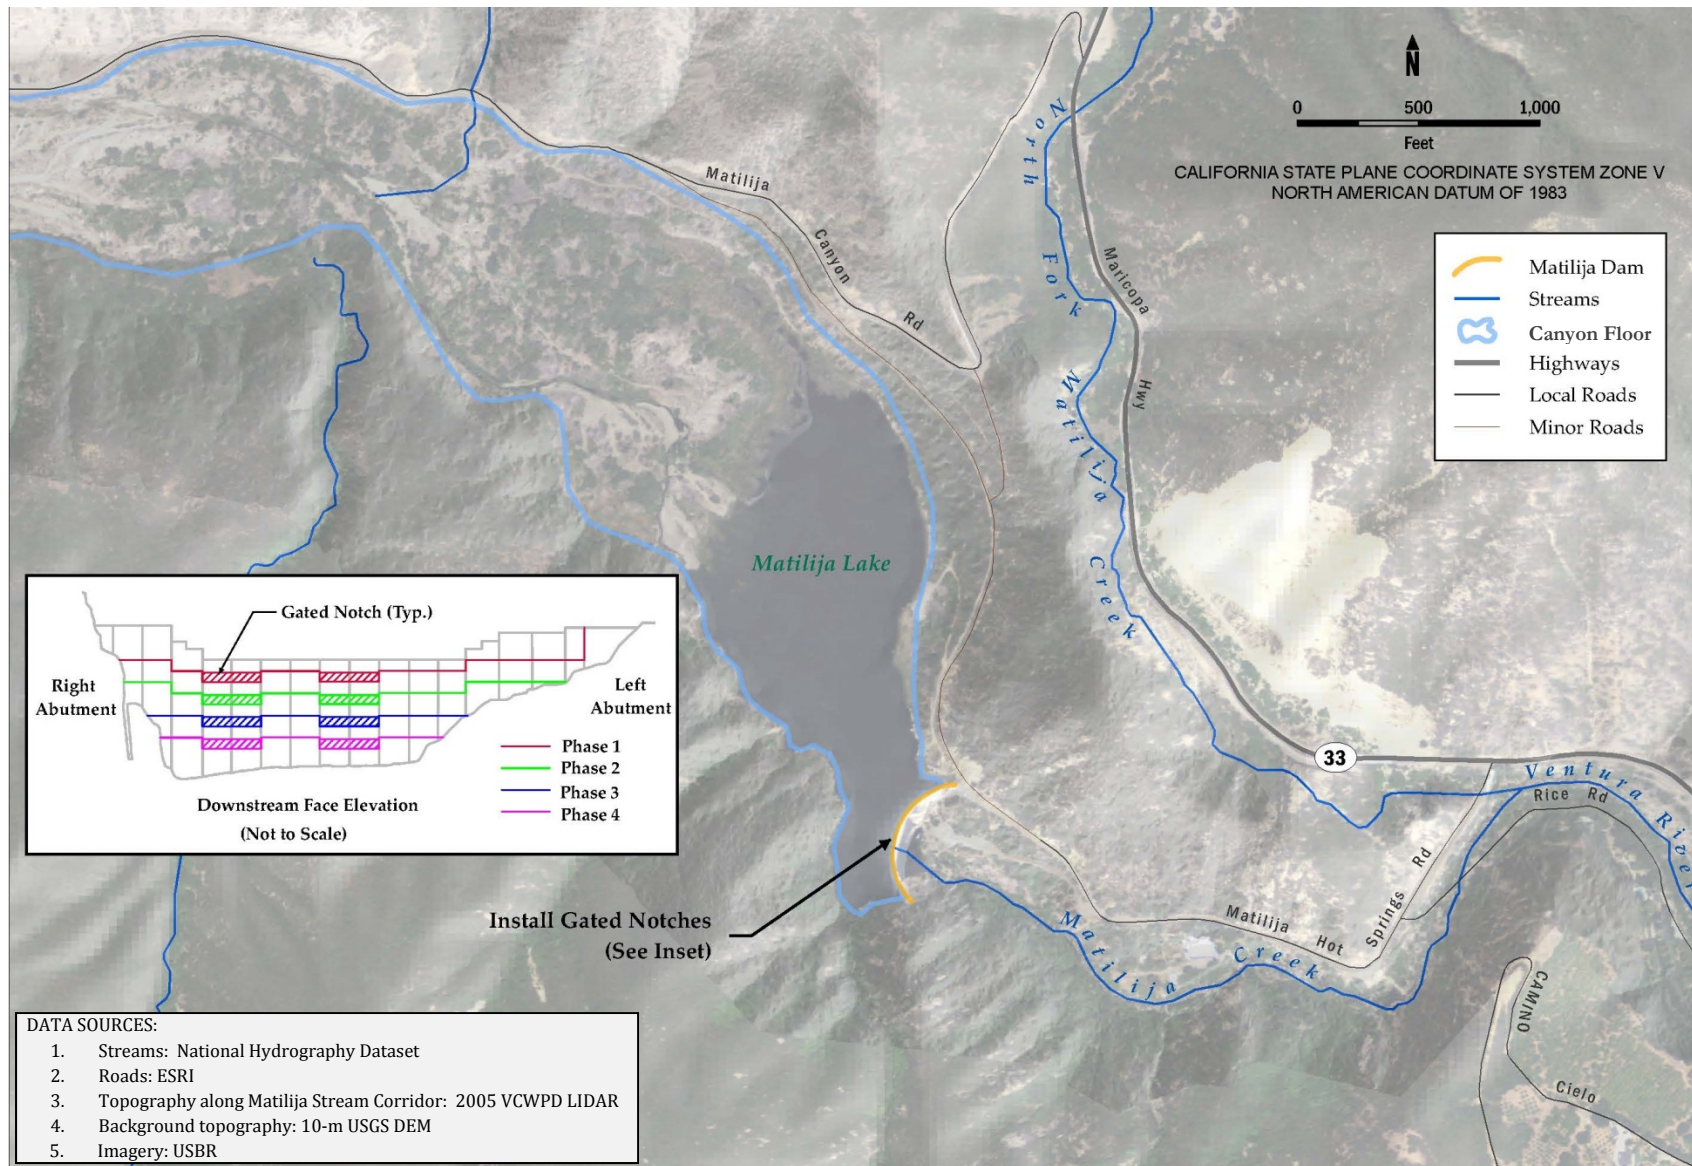 N
0 500 1,000
Feet
CALIFORNIA STATE PLANE COORDINATE SYSTEM ZONE V
NORTH AMERICAN DATUM OF 1983
Matilija Dam
Streams
Canyon Floor
Highways
Local Roads
Minor Roads
Matilija Canyon Rd
North Fork Matilija Creek
Maricopa Hwy
Matilija Lake
33
Ventura River
Rice Rd
Matilija Hot Springs Rd
Matilija Creek
CAMINO
Cielo
Install Gated Notches
(See Inset)
Gated Notch (Typ.)
Right
Abutment
Left
Abutment
Phase 1
Phase 2
Phase 3
Phase 4
Downstream Face Elevation
(Not to Scale)
DATA SOURCES:
1. Streams: National Hydrography Dataset
2. Roads: ESRI
3. Topography along Matilija Stream Corridor: 2005 VCWPD LIDAR
4. Background topography: 10-m USGS DEM
5. Imagery: USBR